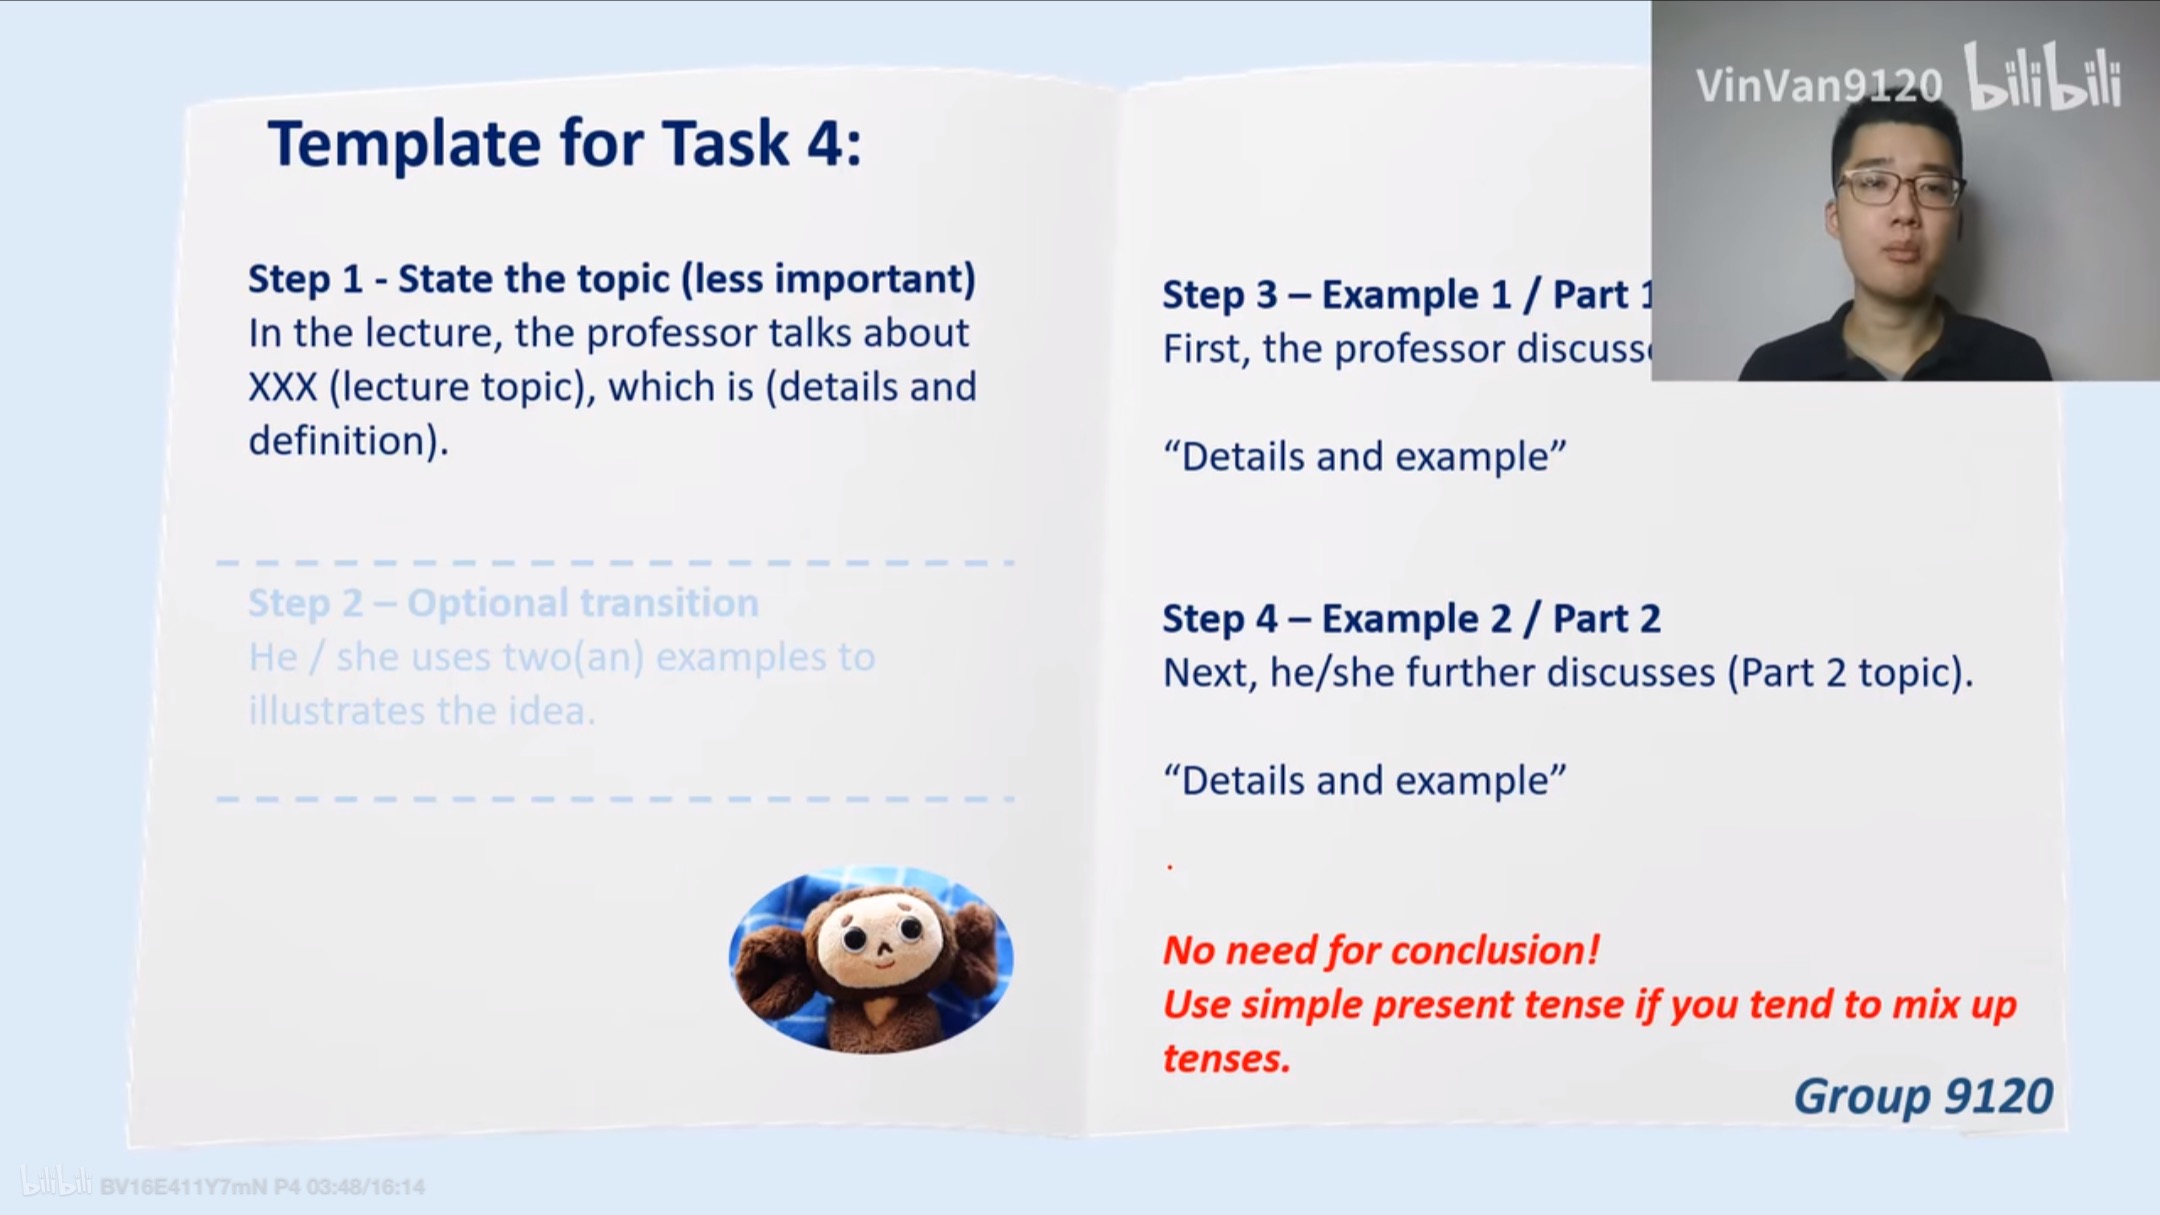 VinVan9120 bilibili
Template for Task 4:
Step 1 - State the topic (less important)
In the lecture, the professor talks about
XXX (lecture topic), which is (details and
definition).
Step 2 – Optional transition
He / she uses two(an) examples to
illustrates the idea.
Step 3 – Example 1 / Part 1
First, the professor
“Details and example”
Step 4 – Example 2 / Part 2
Next, he/she further discusses (Part 2 topic).
“Details and example”
No need for conclusion!
Use simple present tense if you tend to mix up
tenses.
Group 9120
bilibili BV16E411Y7mN P4 03:48/16:14